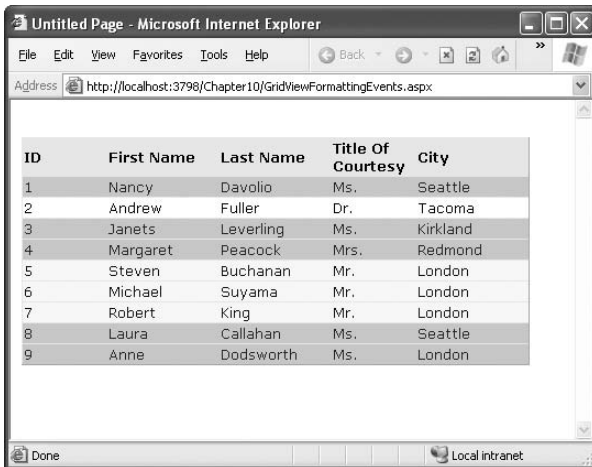 Untitled Page - Microsoft Internet Explorer
File Edit View Favorites Tools Help Back »
Address http://localhost:3798/Chapter10/GridViewFormattingEvents.aspx
ID First Name Last Name Title Of Courtesy City
1 Nancy Davolio Ms. Seattle
2 Andrew Fuller Dr. Tacoma
3 Janets Leverling Ms. Kirkland
4 Margaret Peacock Mrs. Redmond
5 Steven Buchanan Mr. London
6 Michael Suyama Mr. London
7 Robert King Mr. London
8 Laura Callahan Ms. Seattle
9 Anne Dodsworth Ms. London
Done Local intranet